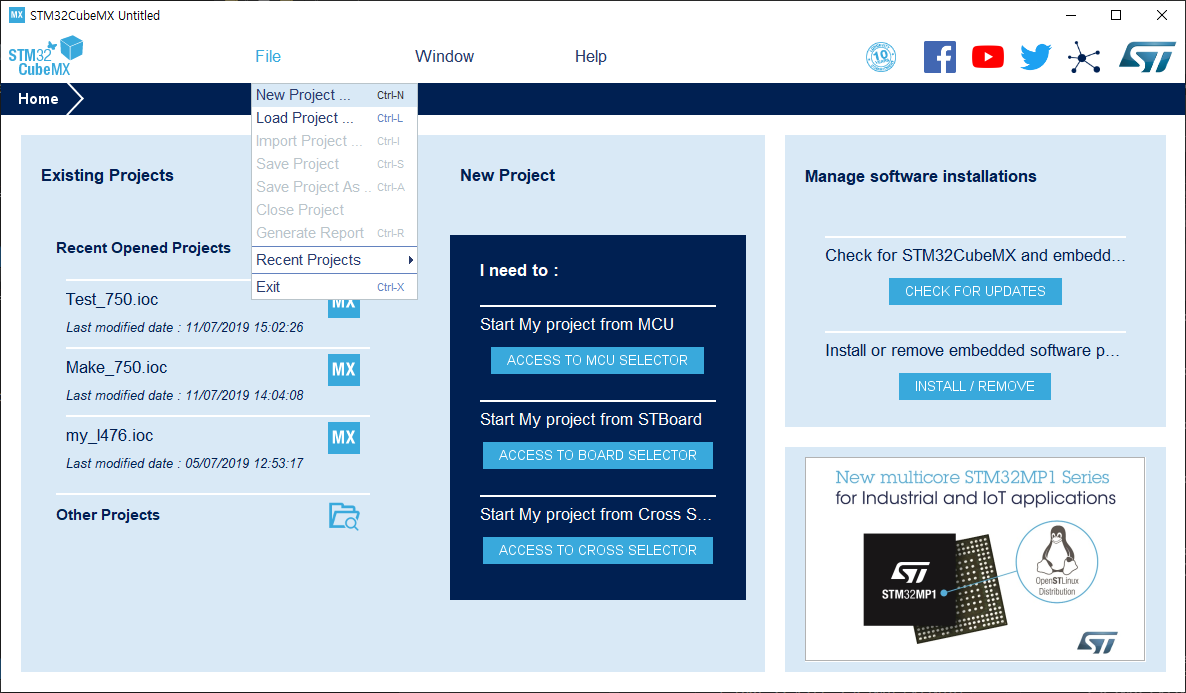 MX STM32CubeMX Untitled
STM32
CubeMX
File
Window
Help
10
Home
New Project ... Ctrl-N
Load Project ... Ctrl-L
Import Project ... Ctrl-I
Save Project Ctrl-S
Save Project As .. Ctrl-A
Close Project
Generate Report Ctrl-R
Recent Projects
Exit Ctrl-X
Existing Projects
Recent Opened Projects
Test_750.ioc
MX
Last modified date : 11/07/2019 15:02:26
Make_750.ioc
MX
Last modified date : 11/07/2019 14:04:08
my_l476.ioc
MX
Last modified date : 05/07/2019 12:53:17
Other Projects
New Project
I need to :
Start My project from MCU
ACCESS TO MCU SELECTOR
Start My project from STBoard
ACCESS TO BOARD SELECTOR
Start My project from Cross S...
ACCESS TO CROSS SELECTOR
Manage software installations
Check for STM32CubeMX and embedd...
CHECK FOR UPDATES
Install or remove embedded software p...
INSTALL / REMOVE
New multicore STM32MP1 Series
for Industrial and IoT applications
ST
STM32MP1
OpenSTLinux
Distribution
ST